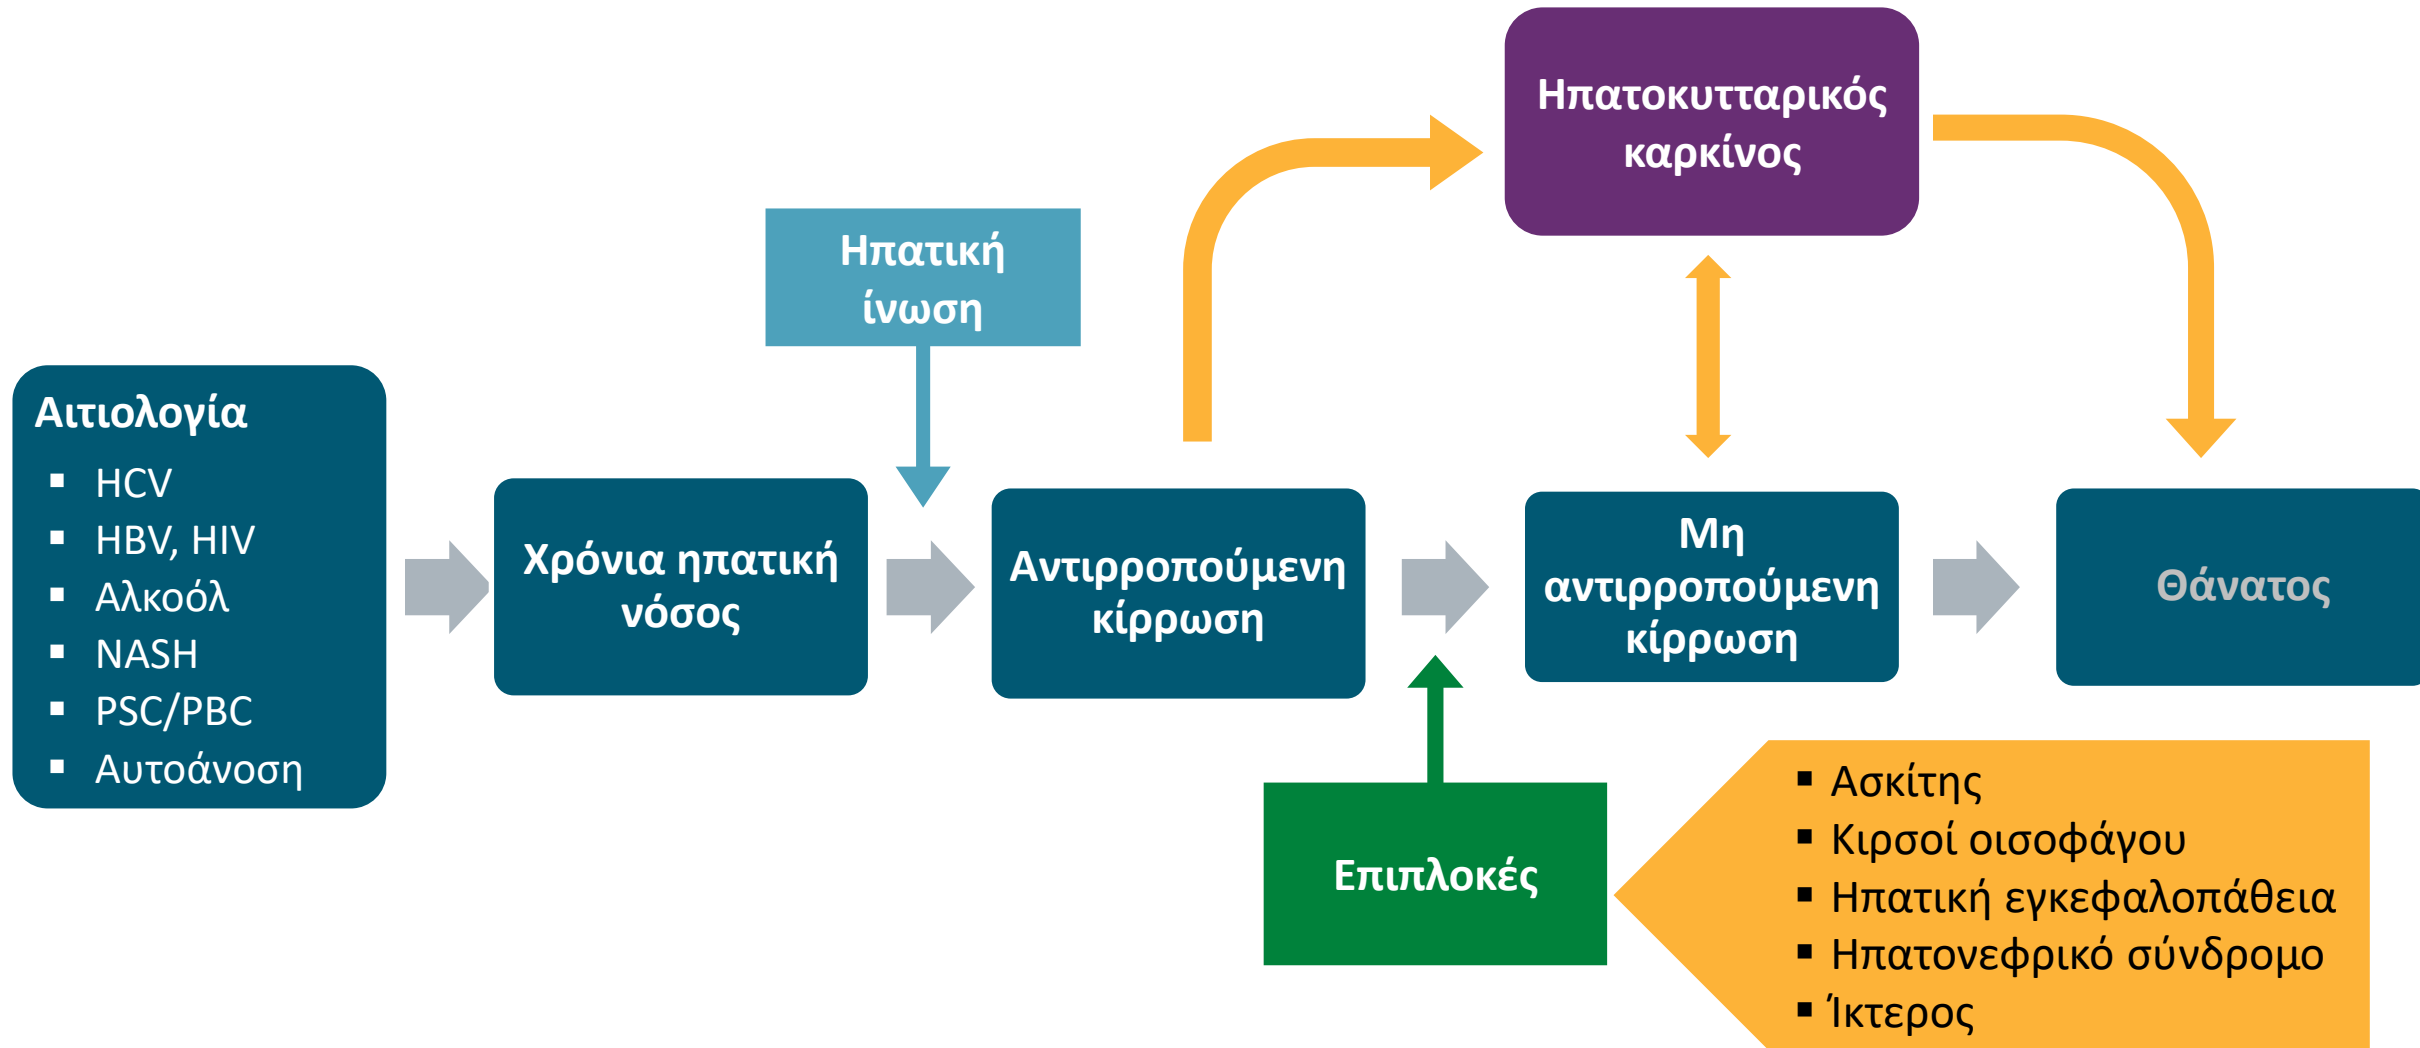 Ηπατοκυτταρικός
καρκίνος
Ηπατική
ίνωση
Αιτιολογία
▪ HCV
▪ HBV, HIV
▪ Αλκοόλ
▪ NASH
▪ PSC/PBC
▪ Αυτοάνοση
Χρόνια ηπατική
νόσος
Αντιρροπούμενη
κίρρωση
Μη
αντιρροπούμενη
κίρρωση
Θάνατος
Επιπλοκές
▪ Ασκίτης
▪ Κιρσοί οισοφάγου
▪ Ηπατική εγκεφαλοπάθεια
▪ Ηπατονεφρικό σύνδρομο
▪ Ίκτερος